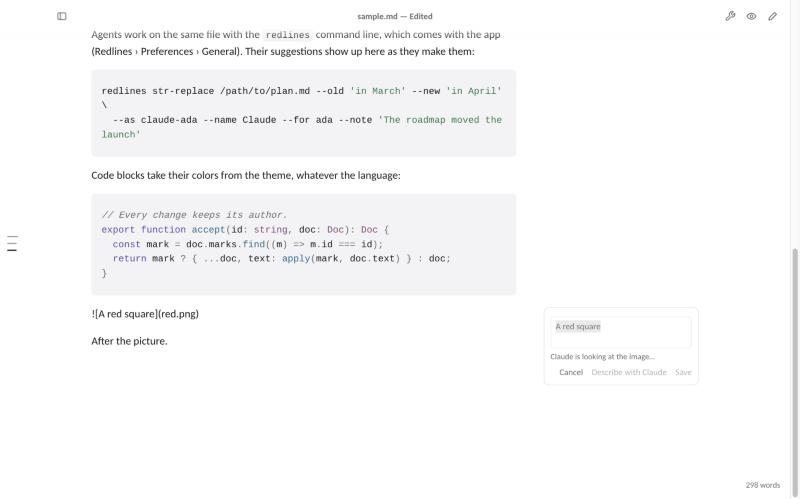 sample.md — Edited
Agents work on the same file with the redlines command line, which comes with the app
(Redlines › Preferences › General). Their suggestions show up here as they make them:
redlines str-replace /path/to/plan.md --old 'in March' --new 'in April'
\
--as claude-ada --name Claude --for ada --note 'The roadmap moved the
launch'
Code blocks take their colors from the theme, whatever the language:
// Every change keeps its author.
export function accept(id: string, doc: Doc): Doc {
const mark = doc.marks.find((m) => m.id === id);
return mark ? { ...doc, text: apply(mark, doc.text) } : doc;
}
![A red square](red.png)
After the picture.
A red square
Claude is looking at the image...
Cancel Describe with Claude Save
298 words